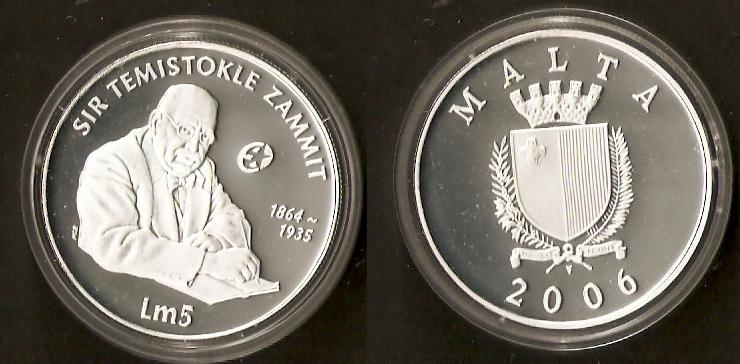 SIR TEMISTOKLE ZAMMIT
1864~
1935
Lm5
MALTA
2006